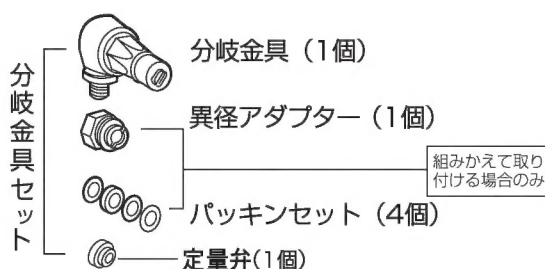 分岐金具セット
分岐金具（1個）
異径アダプター（1個）
組みかえて取り
付ける場合のみ
パッキンセット（4個）
定量弁(1個)